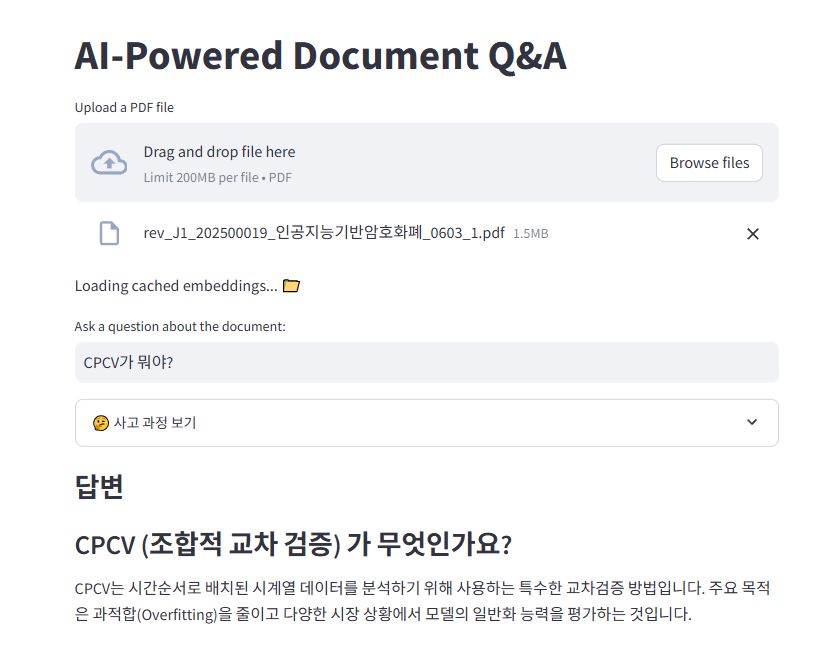 AI-Powered Document Q&A
Upload a PDF file
Drag and drop file here
Limit 200MB per file • PDF
Browse files
rev_J1_202500019_인공지능기반암호화폐_0603_1.pdf 1.5MB
Loading cached embeddings... 📁
Ask a question about the document:
CPCV가 뭐야?
🤔 사고 과정 보기
답변
CPCV (조합적 교차 검증) 가 무엇인가요?
CPCV는 시간순서로 배치된 시계열 데이터를 분석하기 위해 사용하는 특수한 교차검증 방법입니다. 주요 목적
은 과적합(Overfitting)을 줄이고 다양한 시장 상황에서 모델의 일반화 능력을 평가하는 것입니다.